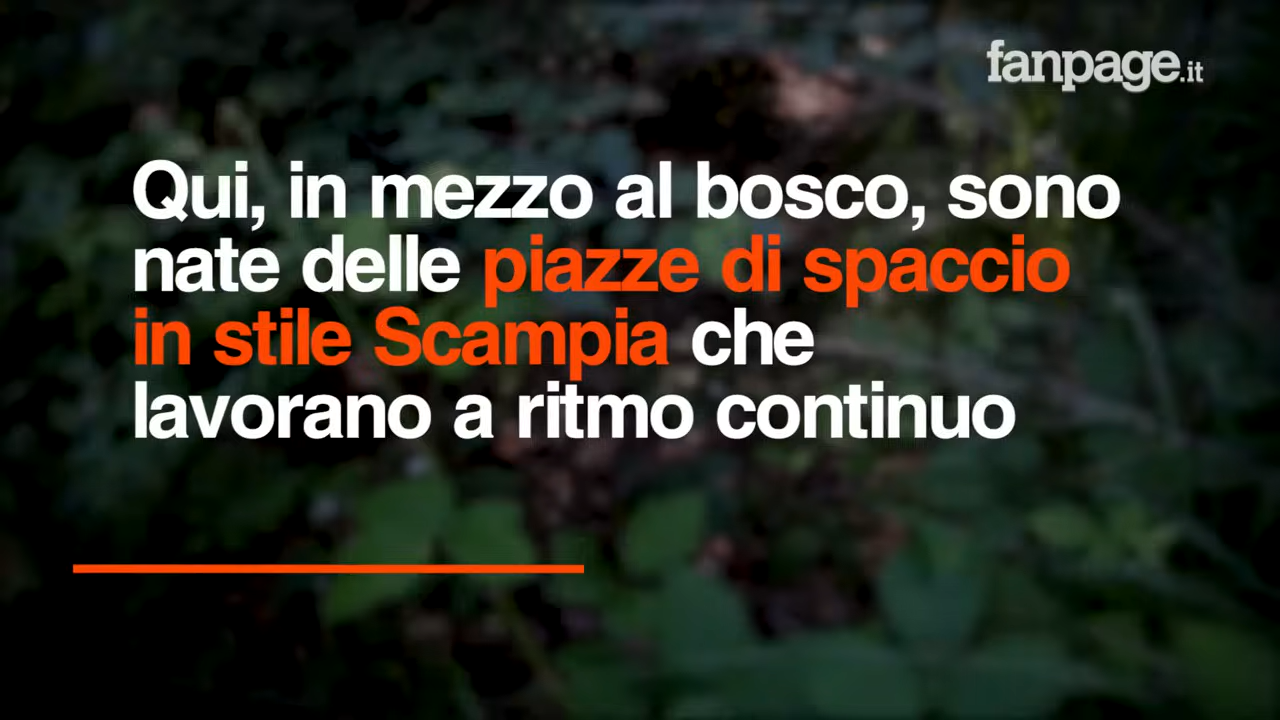 fanpage.it
Qui, in mezzo al bosco, sono
nate delle piazze di spaccio
in stile Scampia che
lavorano a ritmo continuo